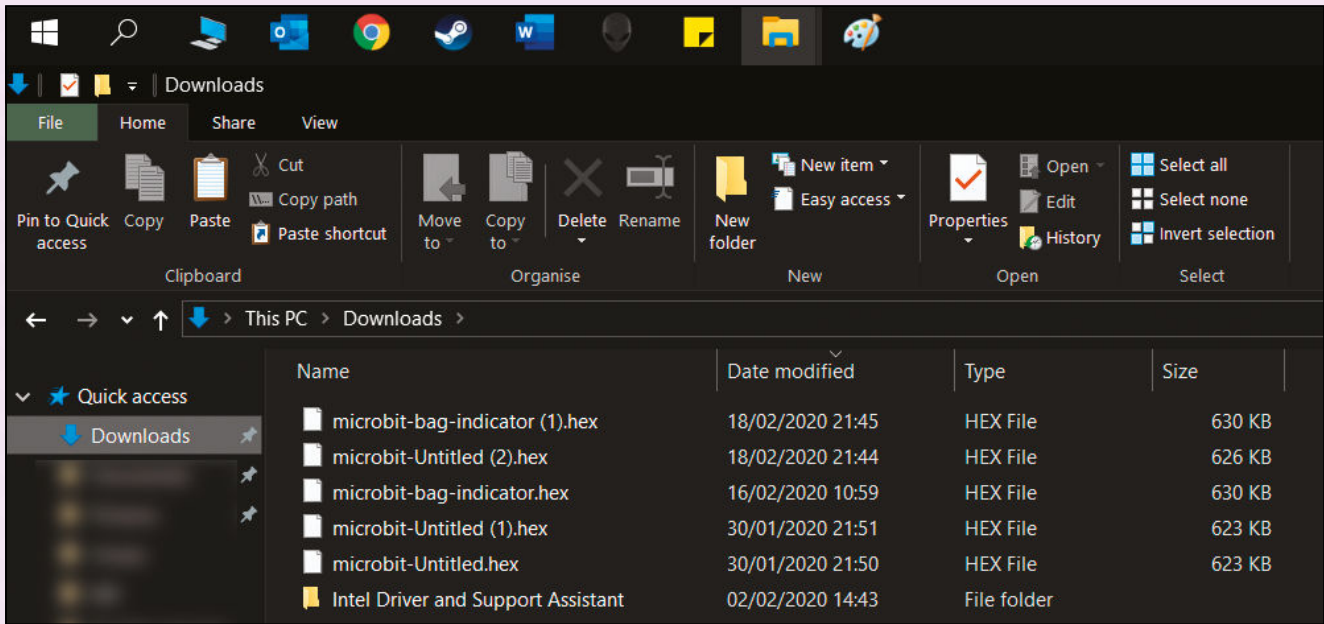 Downloads
File Home Share View
Pin to Quick access
Copy
Paste
Cut
Copy path
Paste shortcut
Clipboard
Move to
Copy to
Delete
Rename
Organise
New folder
New item
Easy access
New
Properties
Open
Edit
History
Open
Select all
Select none
Invert selection
Select
This PC > Downloads >
Quick access
Downloads
Name Date modified Type Size
microbit-bag-indicator (1).hex 18/02/2020 21:45 HEX File 630 KB
microbit-Untitled (2).hex 18/02/2020 21:44 HEX File 626 KB
microbit-bag-indicator.hex 16/02/2020 10:59 HEX File 630 KB
microbit-Untitled (1).hex 30/01/2020 21:51 HEX File 623 KB
microbit-Untitled.hex 30/01/2020 21:50 HEX File 623 KB
Intel Driver and Support Assistant 02/02/2020 14:43 File folder